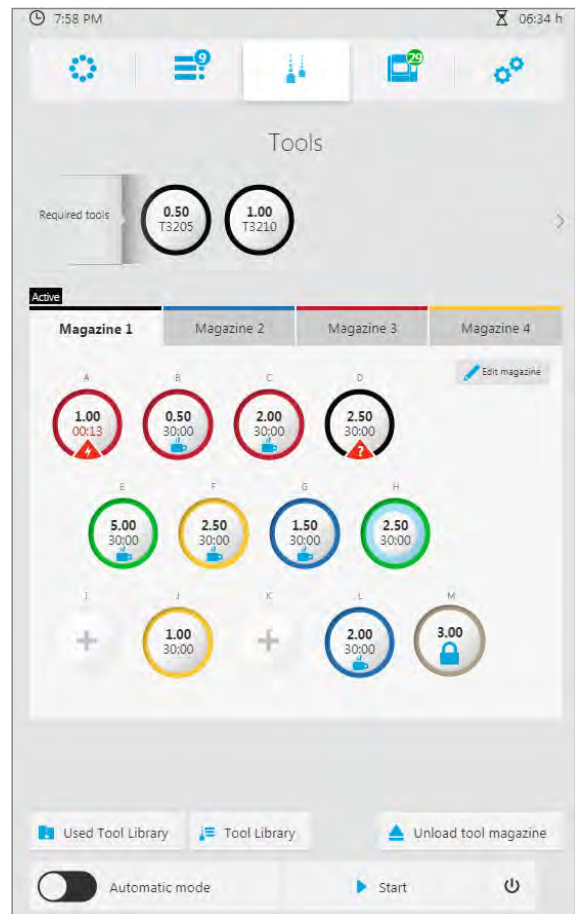 7:58 PM
06:34 h
9
29
Tools
Required tools
0.50
T3205
1.00
T3210
Active
Magazine 1
Magazine 2
Magazine 3
Magazine 4
Edit magazine
A
B
C
D
1.00
00:13
0.50
30:00
2.00
30:00
2.50
30:00
?
E
F
G
H
5.00
30:00
2.50
30:00
1.50
30:00
2.50
30:00
I
J
K
L
M
1.00
30:00
2.00
30:00
3.00
Used Tool Library
Tool Library
Unload tool magazine
Automatic mode
Start